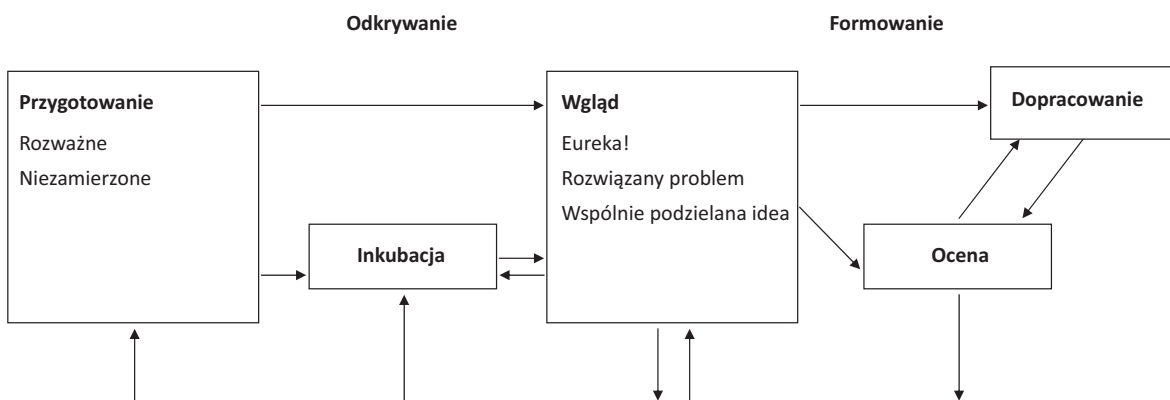 Odkrywanie
Formowanie
Przygotowanie
Rozważne
Niezamierzone
Inkubacja
Wgląd
Eureka!
Rozwiązany problem
Wspólnie podzielana idea
Dopracowanie
Ocena